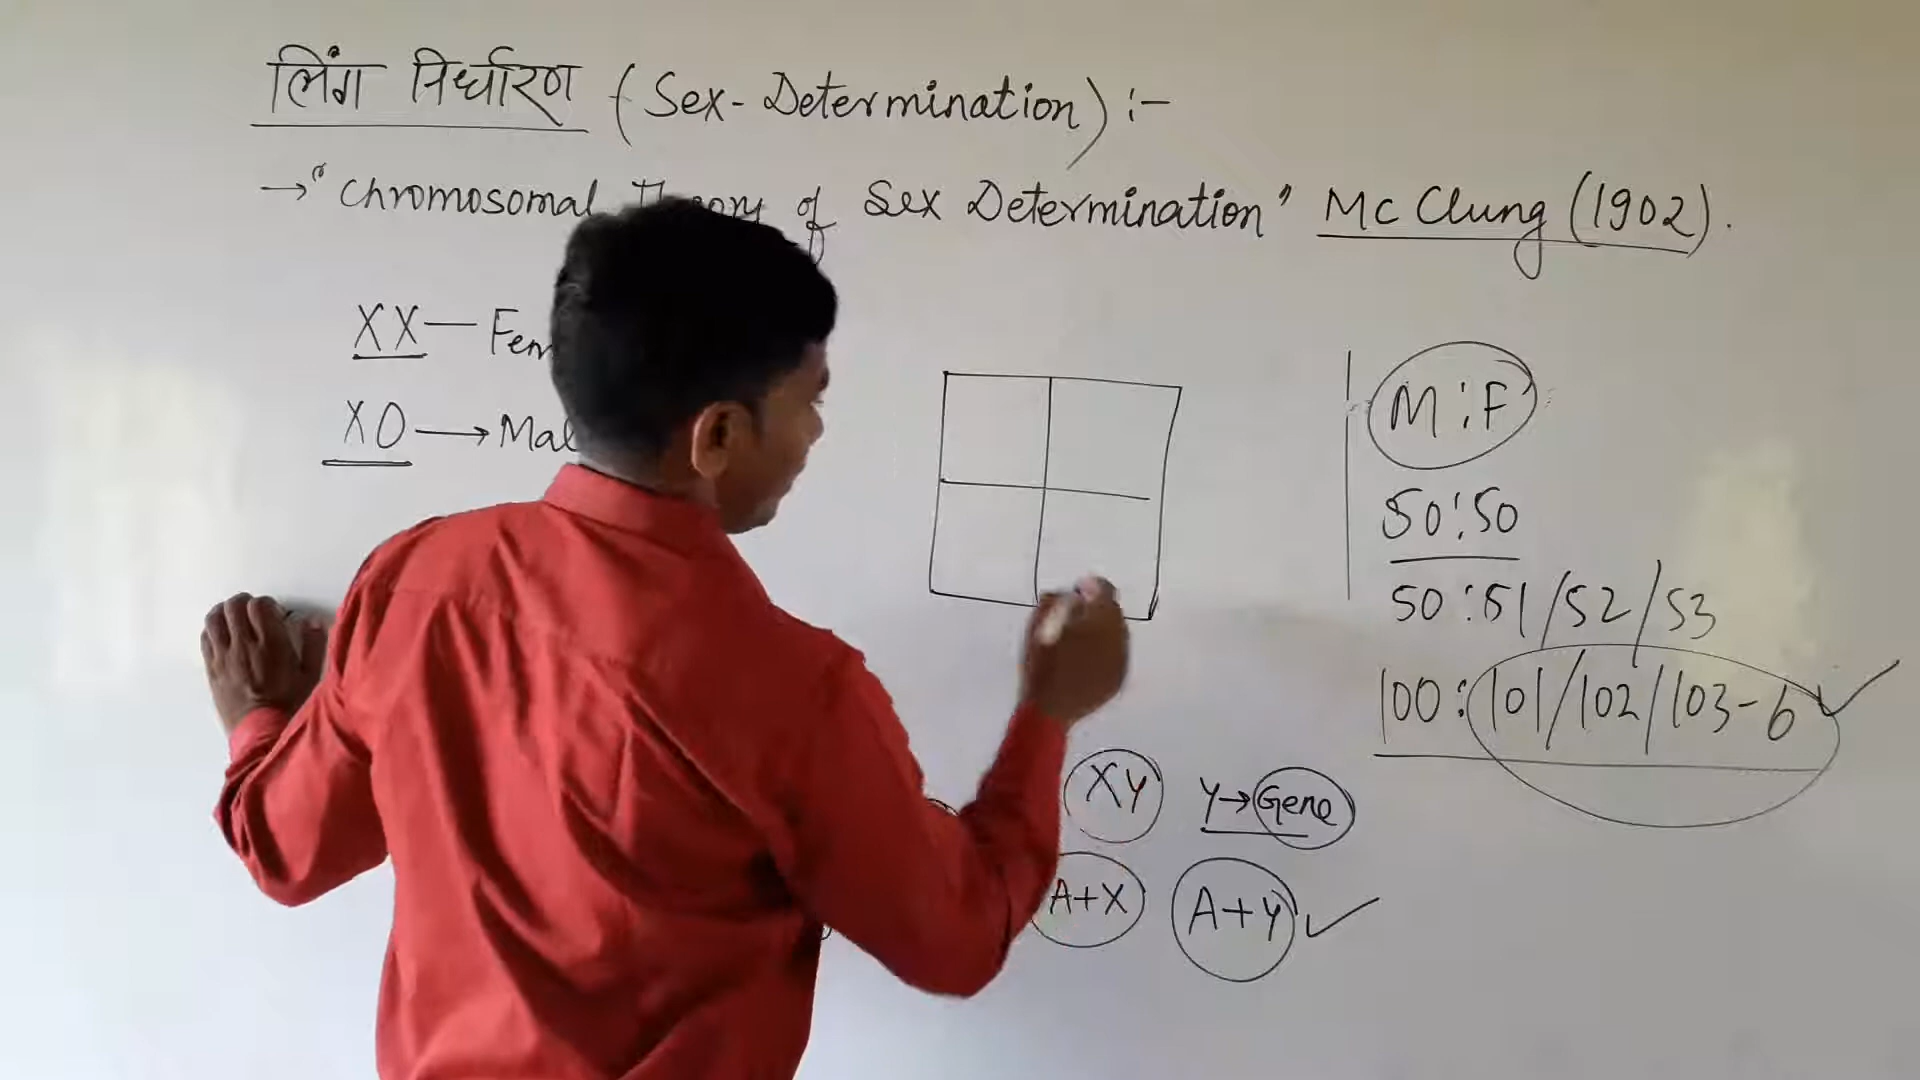 लिंग निर्धारण (Sex-Determination) :-
→ "Chromosomal Theory of Sex Determination" Mc Clung (1902).
XX — Fem
XO → Mal
M:F
50:50
50:51/52/53
100:101/102/103-6 ✓
XY Y→Gene
A+X A+Y ✓